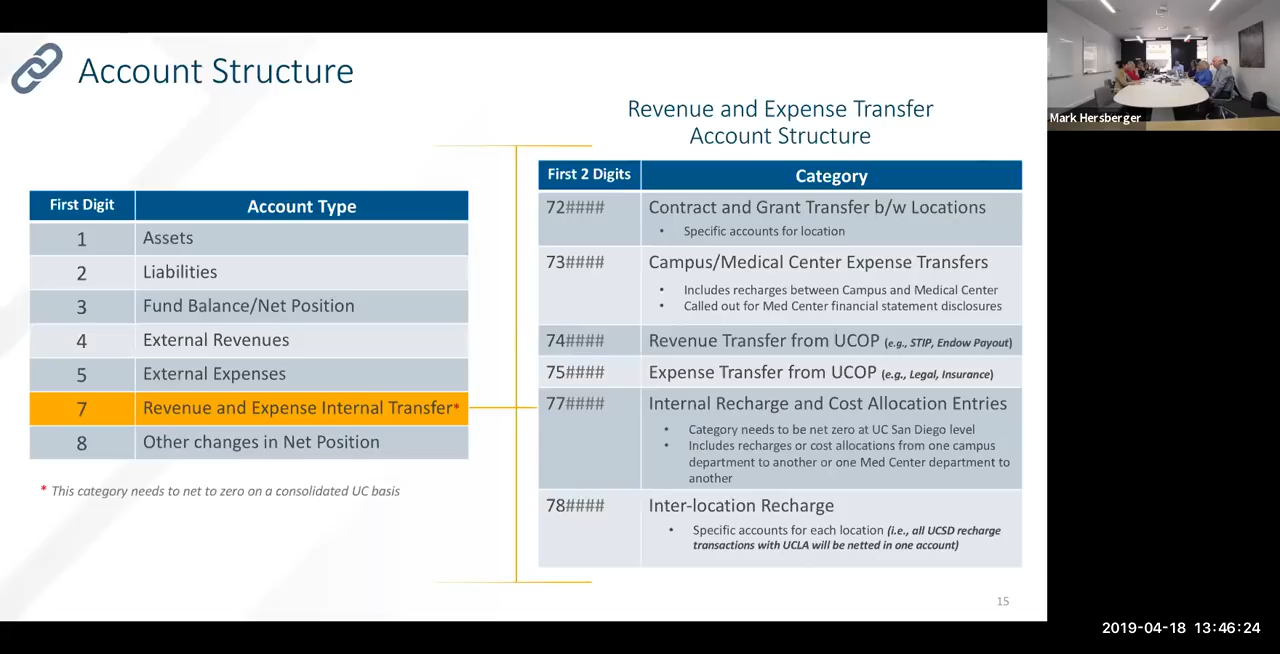 Account Structure
Mark Hersberger
Revenue and Expense Transfer
Account Structure
First Digit Account Type
1 Assets
2 Liabilities
3 Fund Balance/Net Position
4 External Revenues
5 External Expenses
7 Revenue and Expense Internal Transfer*
8 Other changes in Net Position
* This category needs to net to zero on a consolidated UC basis
First 2 Digits Category
72#### Contract and Grant Transfer b/w Locations
• Specific accounts for location
73#### Campus/Medical Center Expense Transfers
• Includes recharges between Campus and Medical Center
• Called out for Med Center financial statement disclosures
74#### Revenue Transfer from UCOP (e.g., STIP, Endow Payout)
75#### Expense Transfer from UCOP (e.g., Legal, Insurance)
77#### Internal Recharge and Cost Allocation Entries
• Category needs to be net zero at UC San Diego level
• Includes recharges or cost allocations from one campus
department to another or one Med Center department to
another
78#### Inter-location Recharge
• Specific accounts for each location (i.e., all UCSD recharge
transactions with UCLA will be netted in one account)
15
2019-04-18 13:46:24